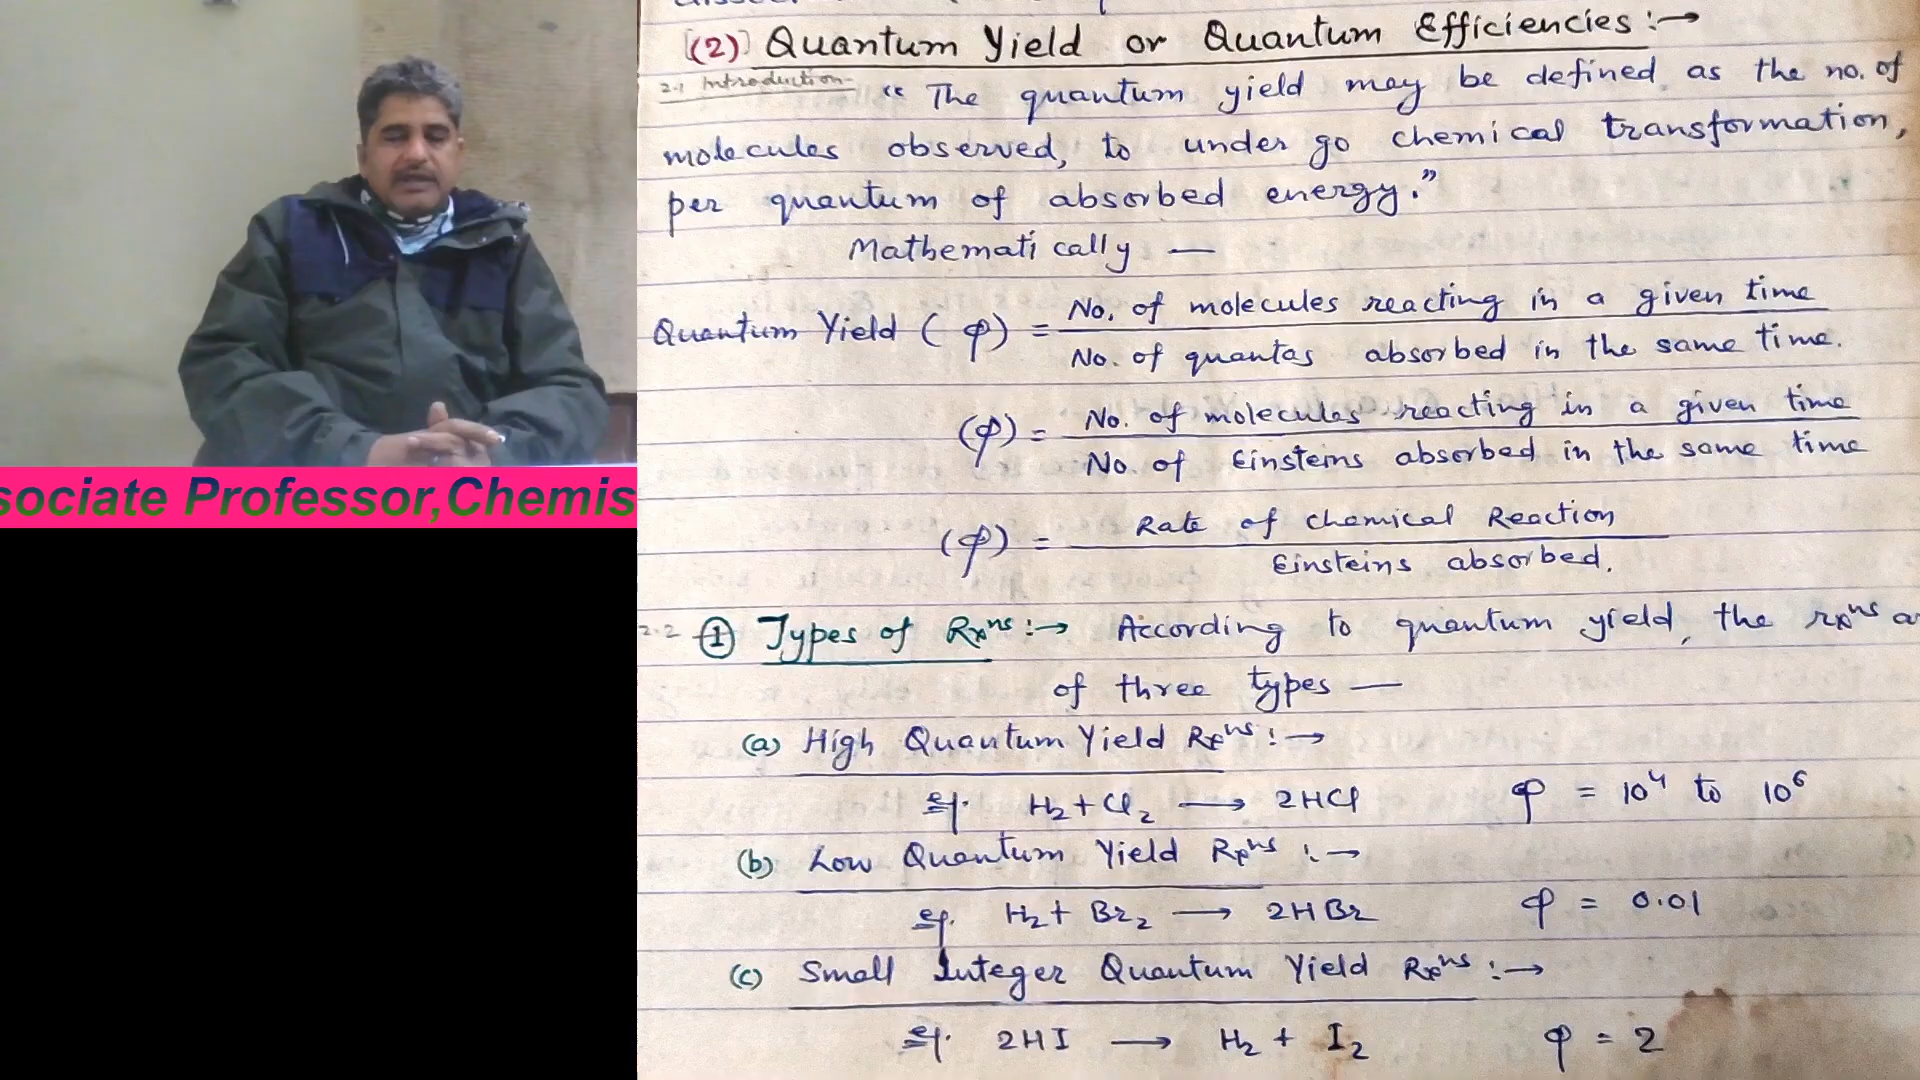 (2) Quantum Yield or Quantum Efficiencies :→
2.1 Introduction-
" The quantum yield may be defined as the no. of
molecules observed, to under go chemical transformation,
per quantum of absorbed energy."
Mathematically —
Quantum Yield ( φ) = No. of molecules reacting in a given time
No. of quantas absorbed in the same time.
(φ) = No. of molecules reacting in a given time
No. of Einsteins absorbed in the same time
(φ) = Rate of chemical Reaction
Einsteins absorbed.
sociate Professor,Chemis
2.2 ① Types of Rxⁿˢ :→ According to quantum yield, the rxⁿˢ a
of three types —
(a) High Quantum Yield Rxⁿˢ :→
eg. H₂ + Cl₂ ⟶ 2HCl φ = 10⁴ to 10⁶
(b) Low Quantum Yield Rxⁿˢ :→
eg. H₂ + Br₂ ⟶ 2HBr φ = 0.01
(c) Small Integer Quantum Yield Rxⁿˢ :→
eg. 2HI ⟶ H₂ + I₂ φ = 2